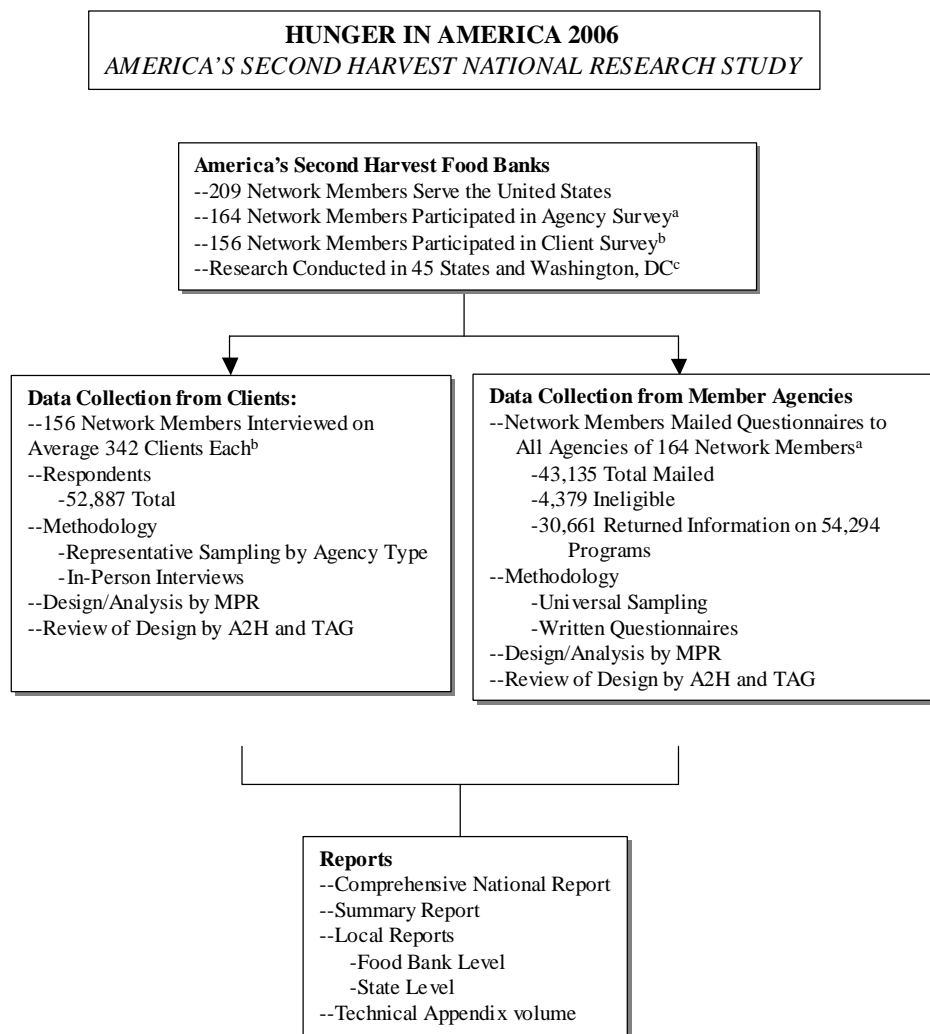 HUNGER IN AMERICA 2006
AMERICA'S SECOND HARVEST NATIONAL RESEARCH STUDY
America's Second Harvest Food Banks
--209 Network Members Serve the United States
--164 Network Members Participated in Agency Surveyᵃ
--156 Network Members Participated in Client Surveyᵇ
--Research Conducted in 45 States and Washington, DCᶜ
Data Collection from Clients:
--156 Network Members Interviewed on
Average 342 Clients Eachᵇ
--Respondents
-52,887 Total
--Methodology
-Representative Sampling by Agency Type
-In-Person Interviews
--Design/Analysis by MPR
--Review of Design by A2H and TAG
Data Collection from Member Agencies
--Network Members Mailed Questionnaires to
All Agencies of 164 Network Membersᵃ
-43,135 Total Mailed
-4,379 Ineligible
-30,661 Returned Information on 54,294
Programs
--Methodology
-Universal Sampling
-Written Questionnaires
--Design/Analysis by MPR
--Review of Design by A2H and TAG
Reports
--Comprehensive National Report
--Summary Report
--Local Reports
-Food Bank Level
-State Level
--Technical Appendix volume